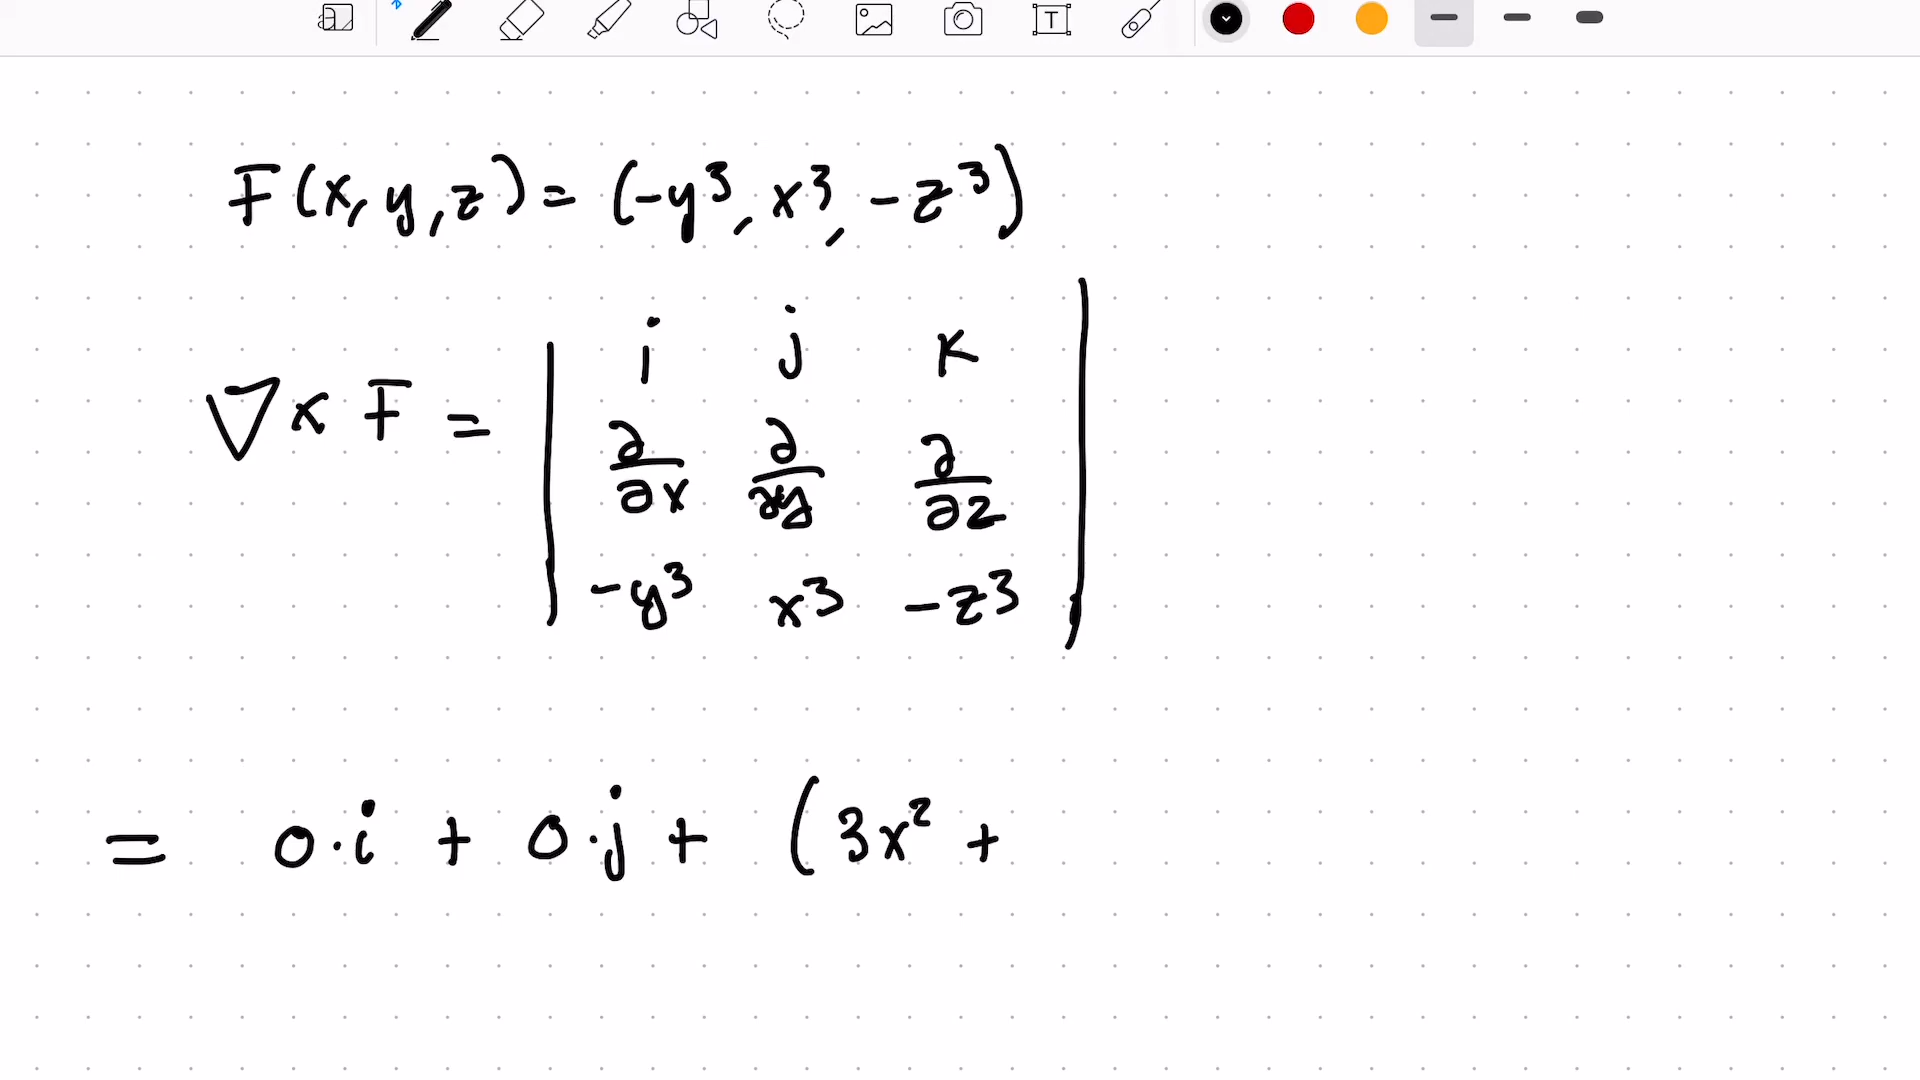 F(x, y, z) = (-y³, x³, -z³)
i j k
∇ × F =
∂/∂x ∂/∂y ∂/∂z
-y³ x³ -z³
= 0·i + 0·j + (3x² +